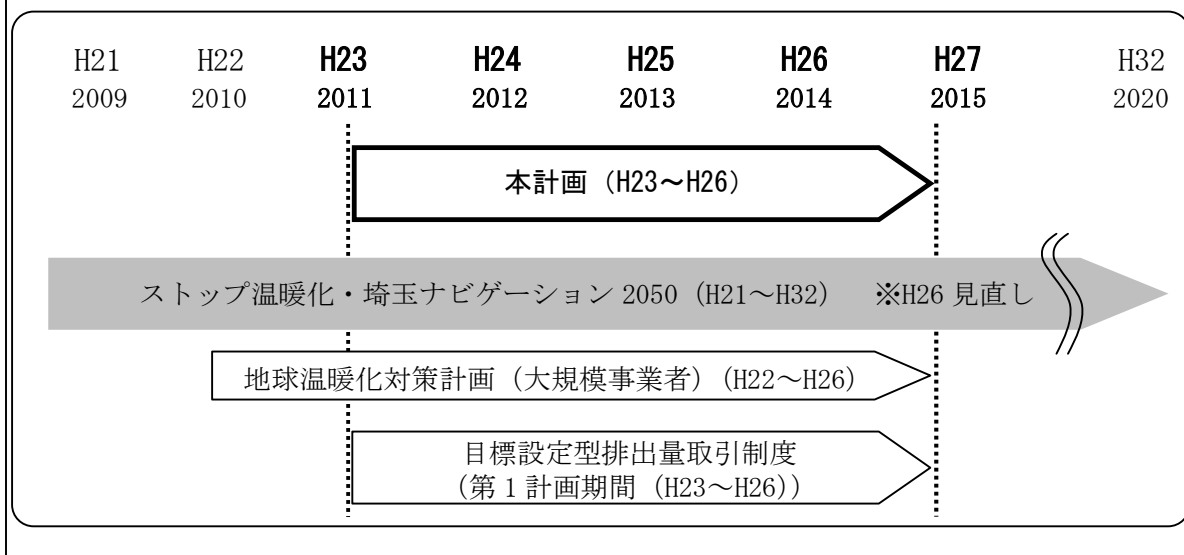 H21 H22 H23 H24 H25 H26 H27 H32
2009 2010 2011 2012 2013 2014 2015 2020
本計画（H23～H26）
ストップ温暖化・埼玉ナビゲーション 2050（H21～H32） ※H26 見直し
地球温暖化対策計画（大規模事業者）（H22～H26）
目標設定型排出量取引制度
（第 1 計画期間（H23～H26））